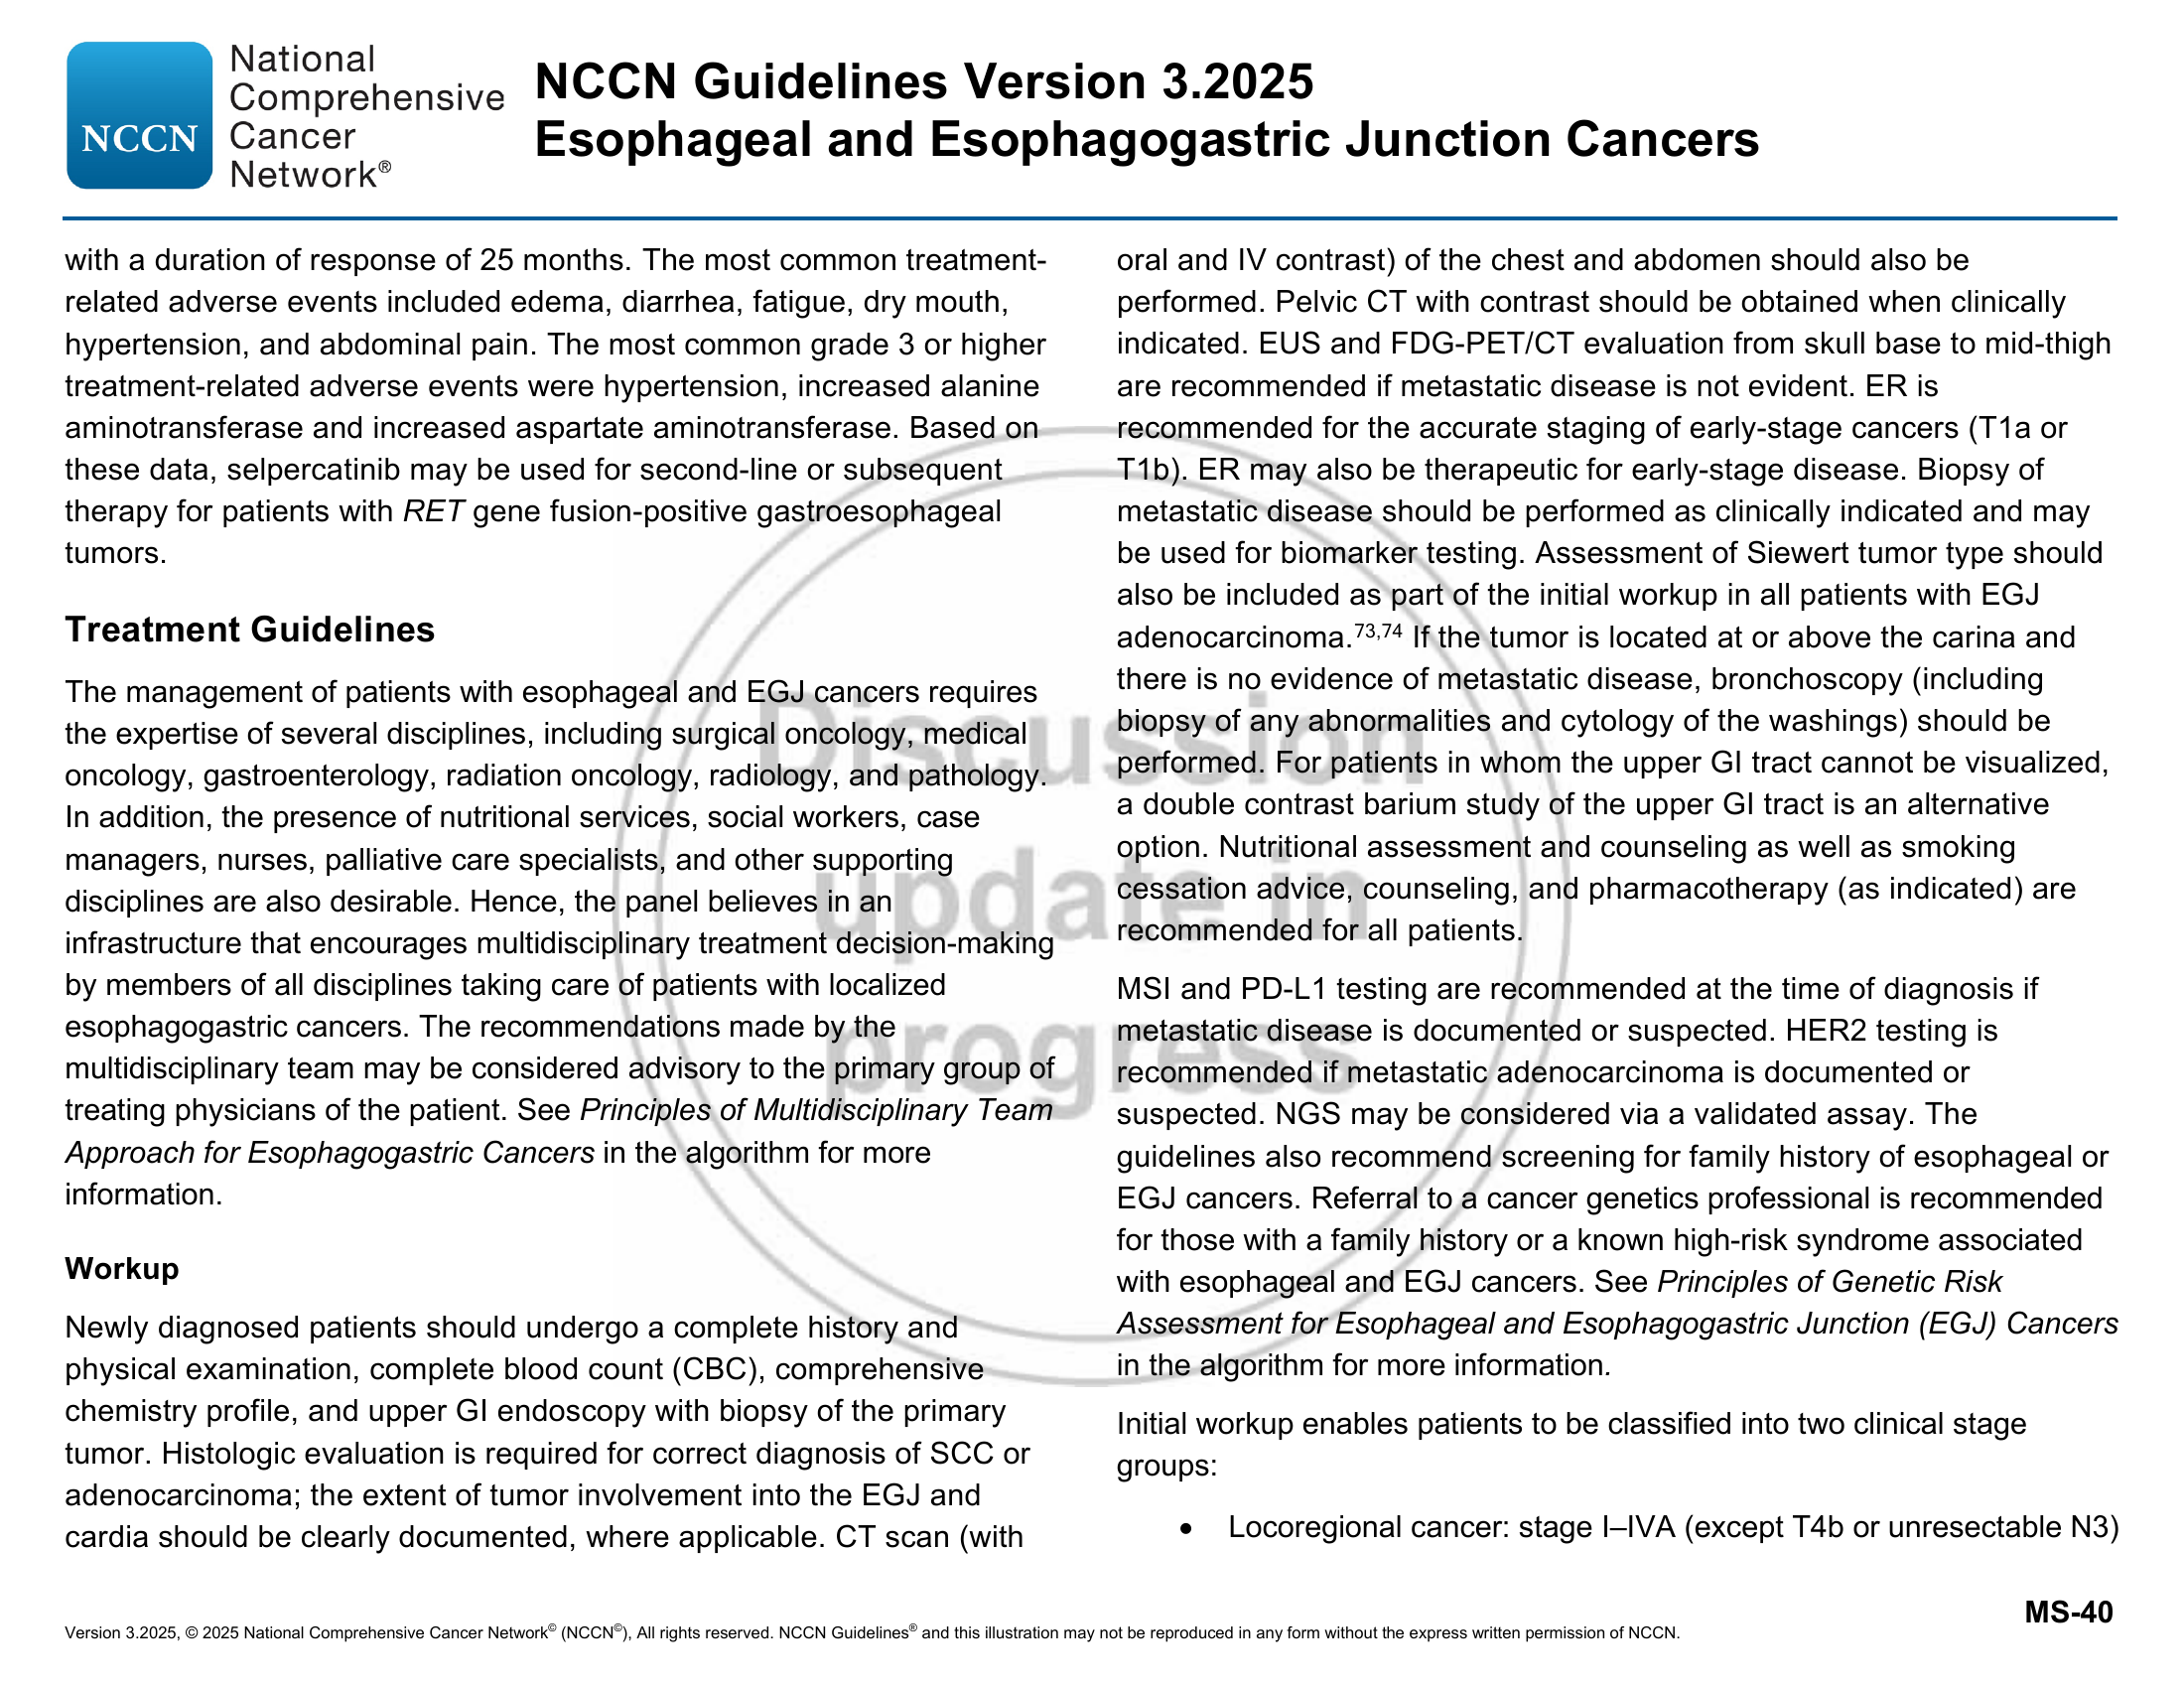 NCCN
National
Comprehensive
Cancer
Network®
NCCN Guidelines Version 3.2025
Esophageal and Esophagogastric Junction Cancers
with a duration of response of 25 months. The most common treatment-
related adverse events included edema, diarrhea, fatigue, dry mouth,
hypertension, and abdominal pain. The most common grade 3 or higher
treatment-related adverse events were hypertension, increased alanine
aminotransferase and increased aspartate aminotransferase. Based on
these data, selpercatinib may be used for second-line or subsequent
therapy for patients with RET gene fusion-positive gastroesophageal
tumors.
Treatment Guidelines
The management of patients with esophageal and EGJ cancers requires
the expertise of several disciplines, including surgical oncology, medical
oncology, gastroenterology, radiation oncology, radiology, and pathology.
In addition, the presence of nutritional services, social workers, case
managers, nurses, palliative care specialists, and other supporting
disciplines are also desirable. Hence, the panel believes in an
infrastructure that encourages multidisciplinary treatment decision-making
by members of all disciplines taking care of patients with localized
esophagogastric cancers. The recommendations made by the
multidisciplinary team may be considered advisory to the primary group of
treating physicians of the patient. See Principles of Multidisciplinary Team
Approach for Esophagogastric Cancers in the algorithm for more
information.
Workup
Newly diagnosed patients should undergo a complete history and
physical examination, complete blood count (CBC), comprehensive
chemistry profile, and upper GI endoscopy with biopsy of the primary
tumor. Histologic evaluation is required for correct diagnosis of SCC or
adenocarcinoma; the extent of tumor involvement into the EGJ and
cardia should be clearly documented, where applicable. CT scan (with
oral and IV contrast) of the chest and abdomen should also be
performed. Pelvic CT with contrast should be obtained when clinically
indicated. EUS and FDG-PET/CT evaluation from skull base to mid-thigh
are recommended if metastatic disease is not evident. ER is
recommended for the accurate staging of early-stage cancers (T1a or
T1b). ER may also be therapeutic for early-stage disease. Biopsy of
metastatic disease should be performed as clinically indicated and may
be used for biomarker testing. Assessment of Siewert tumor type should
also be included as part of the initial workup in all patients with EGJ
adenocarcinoma.73,74 If the tumor is located at or above the carina and
there is no evidence of metastatic disease, bronchoscopy (including
biopsy of any abnormalities and cytology of the washings) should be
performed. For patients in whom the upper GI tract cannot be visualized,
a double contrast barium study of the upper GI tract is an alternative
option. Nutritional assessment and counseling as well as smoking
cessation advice, counseling, and pharmacotherapy (as indicated) are
recommended for all patients.
MSI and PD-L1 testing are recommended at the time of diagnosis if
metastatic disease is documented or suspected. HER2 testing is
recommended if metastatic adenocarcinoma is documented or
suspected. NGS may be considered via a validated assay. The
guidelines also recommend screening for family history of esophageal or
EGJ cancers. Referral to a cancer genetics professional is recommended
for those with a family history or a known high-risk syndrome associated
with esophageal and EGJ cancers. See Principles of Genetic Risk
Assessment for Esophageal and Esophagogastric Junction (EGJ) Cancers
in the algorithm for more information.
Initial workup enables patients to be classified into two clinical stage
groups:
• Locoregional cancer: stage I–IVA (except T4b or unresectable N3)
Discussion
update in
progress
MS-40
Version 3.2025, © 2025 National Comprehensive Cancer Network© (NCCN©), All rights reserved. NCCN Guidelines® and this illustration may not be reproduced in any form without the express written permission of NCCN.